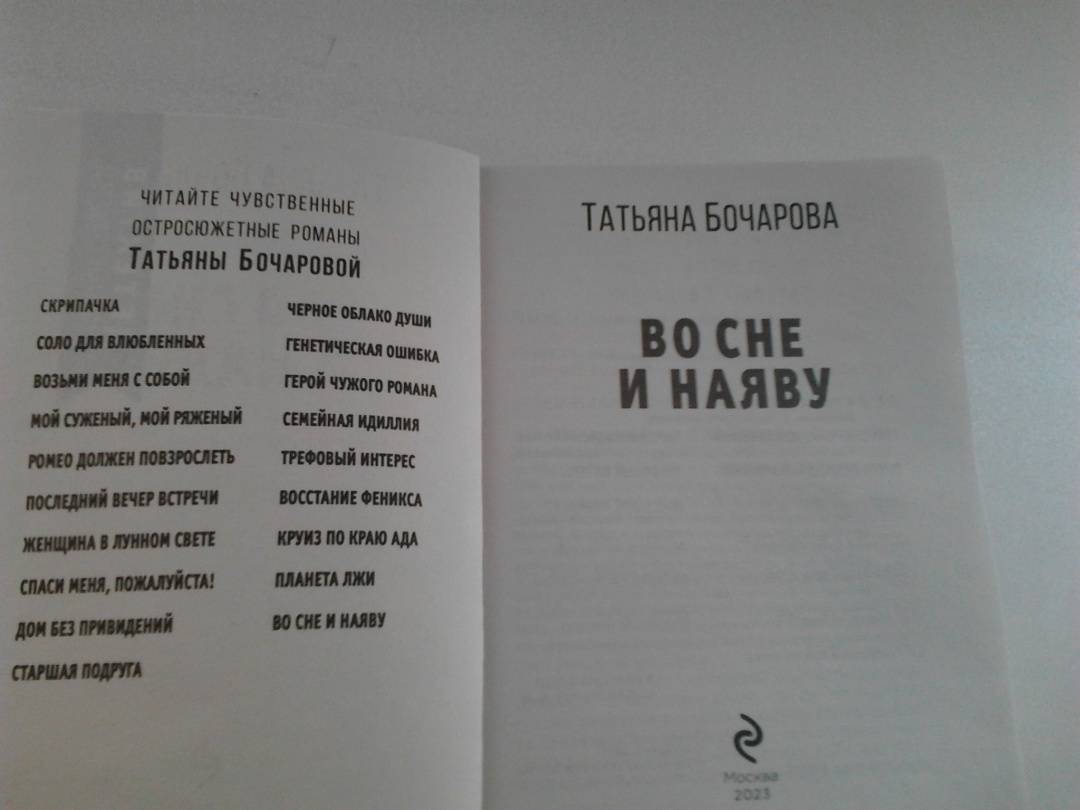 ЧИТАЙТЕ ЧУВСТВЕННЫЕ
ОСТРОСЮЖЕТНЫЕ РОМАНЫ
ТАТЬЯНЫ БОЧАРОВОЙ
СКРИПАЧКА
СОЛО ДЛЯ ВЛЮБЛЕННЫХ
ВОЗЬМИ МЕНЯ С СОБОЙ
МОЙ СУЖЕНЫЙ, МОЙ РЯЖЕНЫЙ
РОМЕО ДОЛЖЕН ПОВЗРОСЛЕТЬ
ПОСЛЕДНИЙ ВЕЧЕР ВСТРЕЧИ
ЖЕНЩИНА В ЛУННОМ СВЕТЕ
СПАСИ МЕНЯ, ПОЖАЛУЙСТА!
ДОМ БЕЗ ПРИВИДЕНИЙ
СТАРШАЯ ПОДРУГА
ЧЕРНОЕ ОБЛАКО ДУШИ
ГЕНЕТИЧЕСКАЯ ОШИБКА
ГЕРОЙ ЧУЖОГО РОМАНА
СЕМЕЙНАЯ ИДИЛЛИЯ
ТРЕФОВЫЙ ИНТЕРЕС
ВОССТАНИЕ ФЕНИКСА
КРУИЗ ПО КРАЮ АДА
ПЛАНЕТА ЛЖИ
ВО СНЕ И НАЯВУ
ТАТЬЯНА БОЧАРОВА
ВО СНЕ
И НАЯВУ
Москва
2023